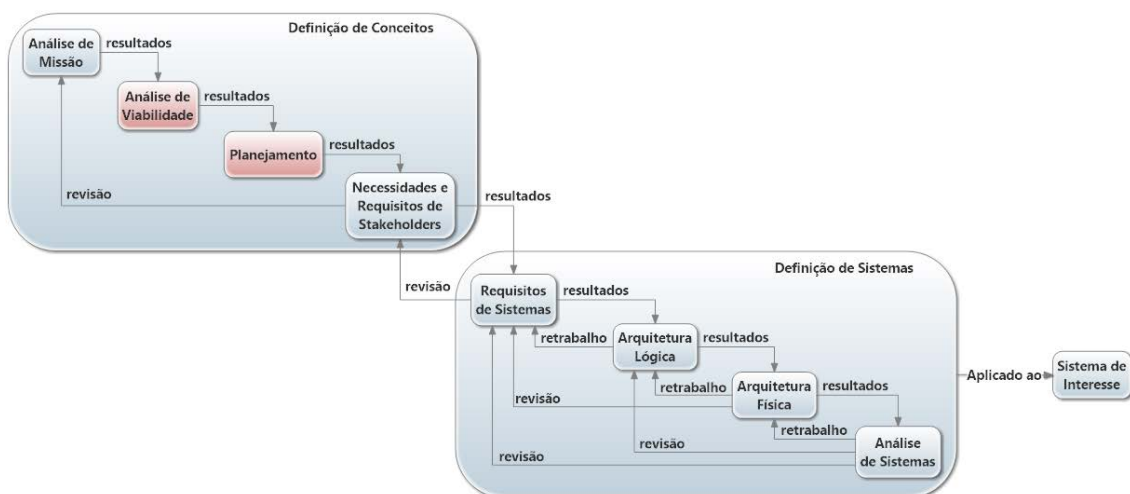 Definição de Conceitos
Análise de
Missão
resultados
Análise de
Viabilidade
resultados
Planejamento
resultados
revisão
Necessidades e
Requisitos de
Stakeholders
resultados
Definição de Sistemas
revisão
Requisitos
de Sistemas
resultados
retrabalho
Arquitetura
Lógica
resultados
Aplicado ao
Sistema de
Interesse
revisão
retrabalho
Arquitetura
Física
resultados
retrabalho
revisão
revisão
Análise
de Sistemas